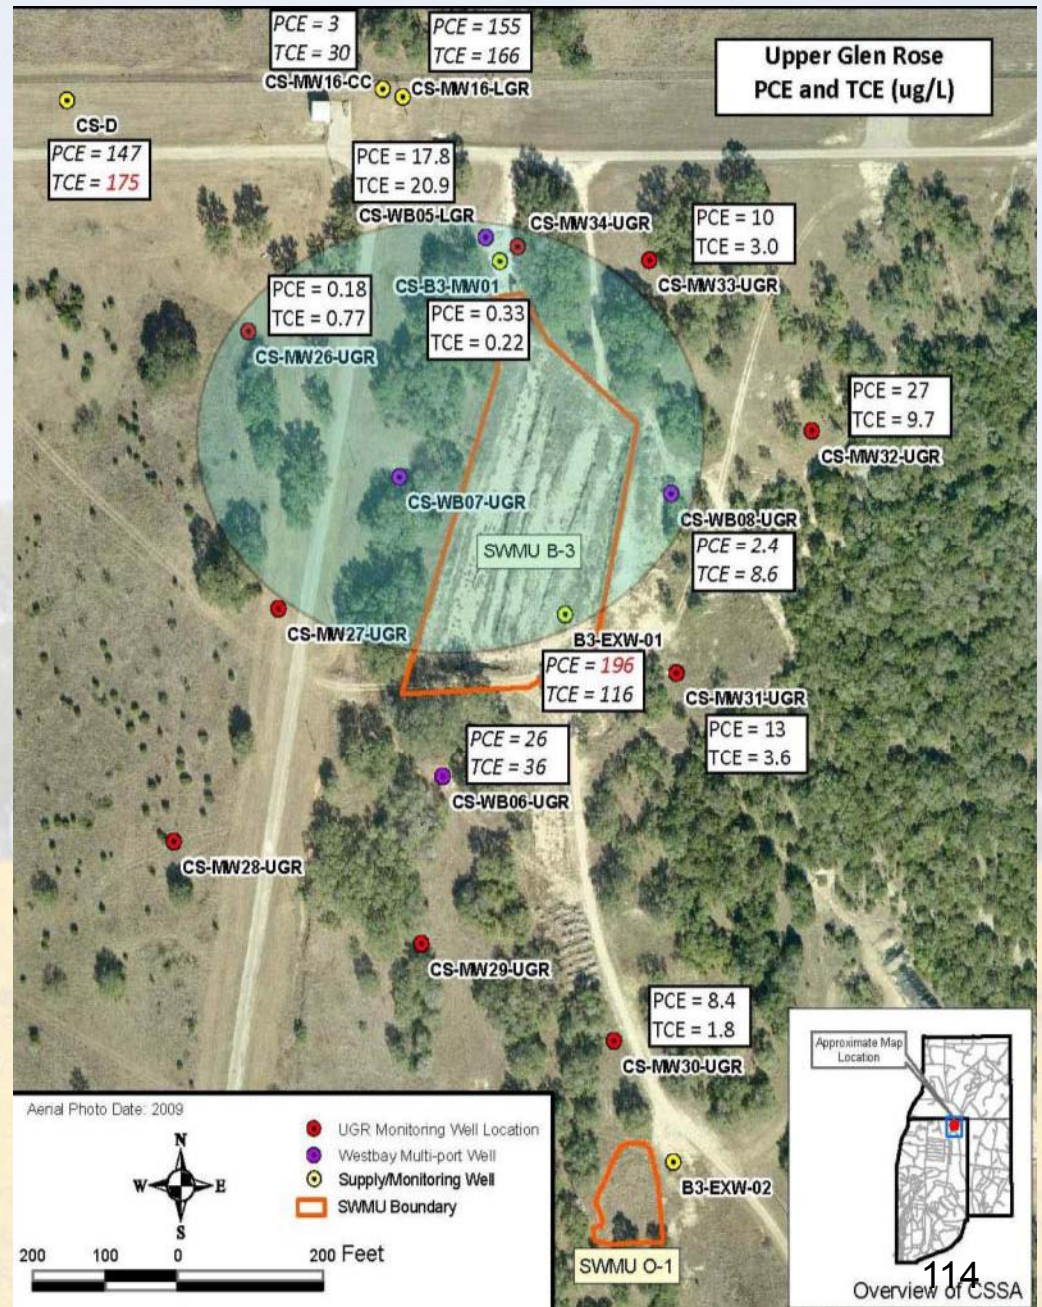 PCE = 3
TCE = 30
CS-MW16-CC
PCE = 155
TCE = 166
CS-MW16-LGR
Upper Glen Rose
PCE and TCE (ug/L)
CS-D
PCE = 147
TCE = 175
PCE = 17.8
TCE = 20.9
CS-WB05-LGR
CS-MW34-UGR
PCE = 10
TCE = 3.0
CS-MW33-UGR
CS-B3-MW01
PCE = 0.33
TCE = 0.22
PCE = 0.18
TCE = 0.77
CS-MW26-UGR
PCE = 27
TCE = 9.7
CS-MW32-UGR
CS-WB07-UGR
CS-WB08-UGR
PCE = 2.4
TCE = 8.6
SWMU B-3
CS-MW27-UGR
B3-EXW-01
PCE = 196
TCE = 116
CS-MW31-UGR
PCE = 13
TCE = 3.6
PCE = 26
TCE = 36
CS-WB06-UGR
CS-MW28-UGR
CS-MW29-UGR
PCE = 8.4
TCE = 1.8
CS-MW30-UGR
B3-EXW-02
SWMU O-1
Aerial Photo Date: 2009
N
W
E
S
UGR Monitoring Well Location
Westbay Multi-port Well
Supply/Monitoring Well
SWMU Boundary
200
100
0
200 Feet
Approximate Map
Location
Overview of CSSA
114